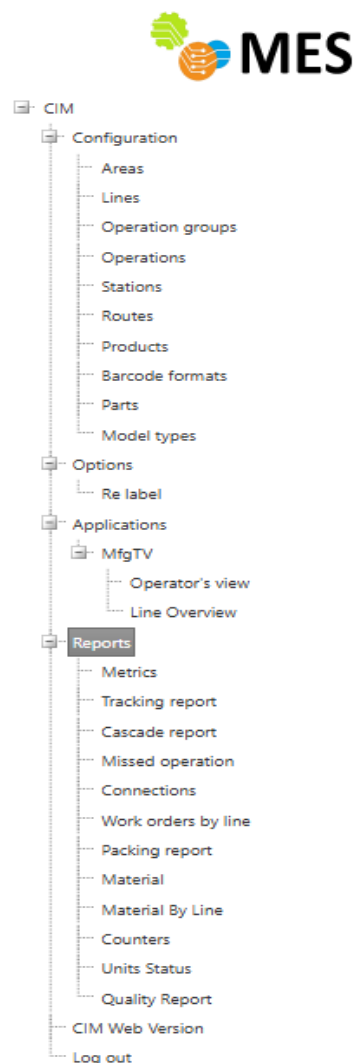 MES
CIM
Configuration
Areas
Lines
Operation groups
Operations
Stations
Routes
Products
Barcode formats
Parts
Model types
Options
Re label
Applications
MfgTV
Operator's view
Line Overview
Reports
Metrics
Tracking report
Cascade report
Missed operation
Connections
Work orders by line
Packing report
Material
Material By Line
Counters
Units Status
Quality Report
CIM Web Version
Log out